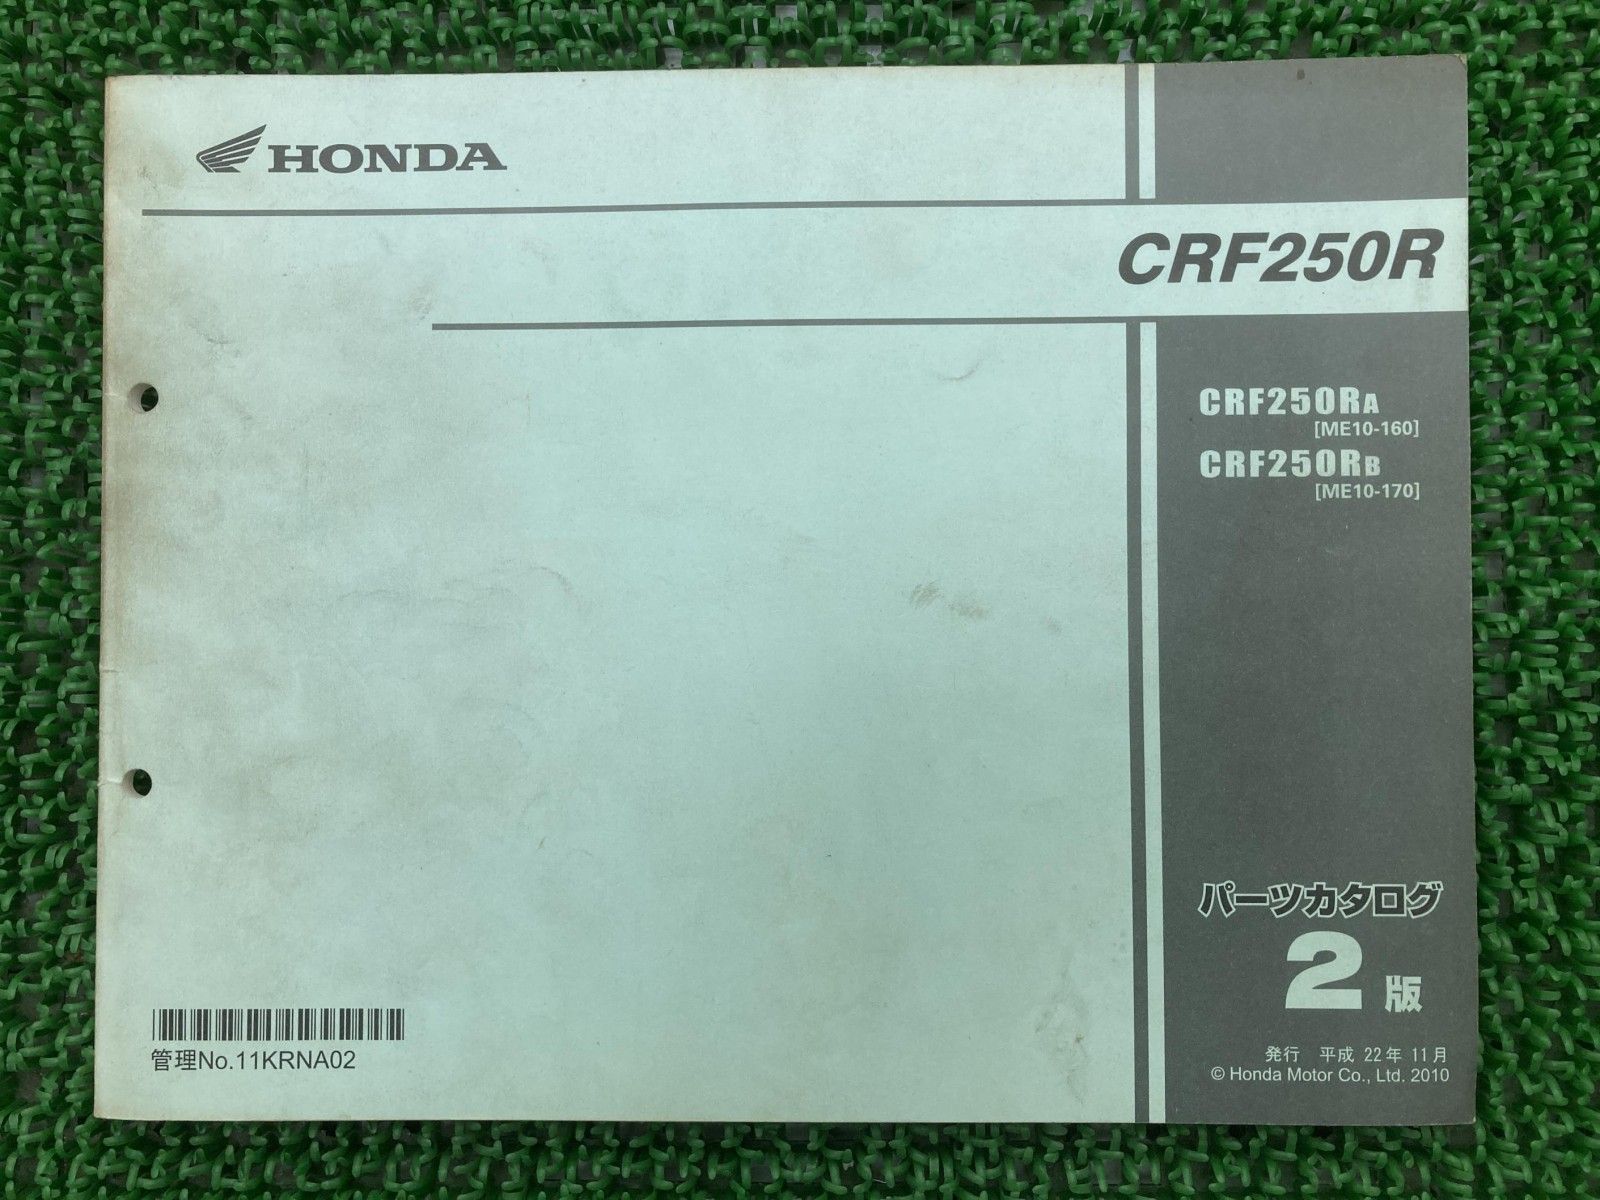 HONDA
CRF250R
CRF250RA
[ME10-160]
CRF250RB
[ME10-170]
パーツカタログ
2版
発行 平成 22年 11月
© Honda Motor Co., Ltd. 2010
管理No.11KRNA02